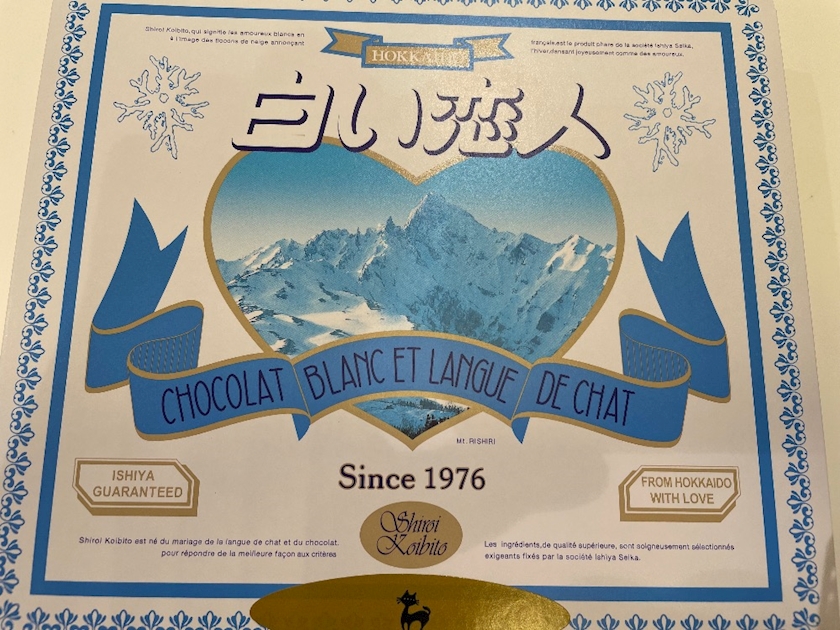 Shiroi Koibito,qui signifie les amoureux blancs en
à l'image des flocons de neige annonçant
HOKKAIDO
français,est le produit phare de la société Ishiya Seika,
l'hiver,dansant joyeusement comme des amoureux.
白い恋人
CHOCOLAT BLANC ET LANGUE DE CHAT
Mt. RISHIRI
Since 1976
ISHIYA
GUARANTEED
FROM HOKKAIDO
WITH LOVE
Shiroi
Koibito
Shiroi Koibito est né du mariage de la langue de chat et du chocolat.
pour répondre de la meilleure façon aux critères
Les ingrédients,de qualité supérieure, sont soigneusement sélectionnés
exigeants fixés par la société Ishiya Seika.